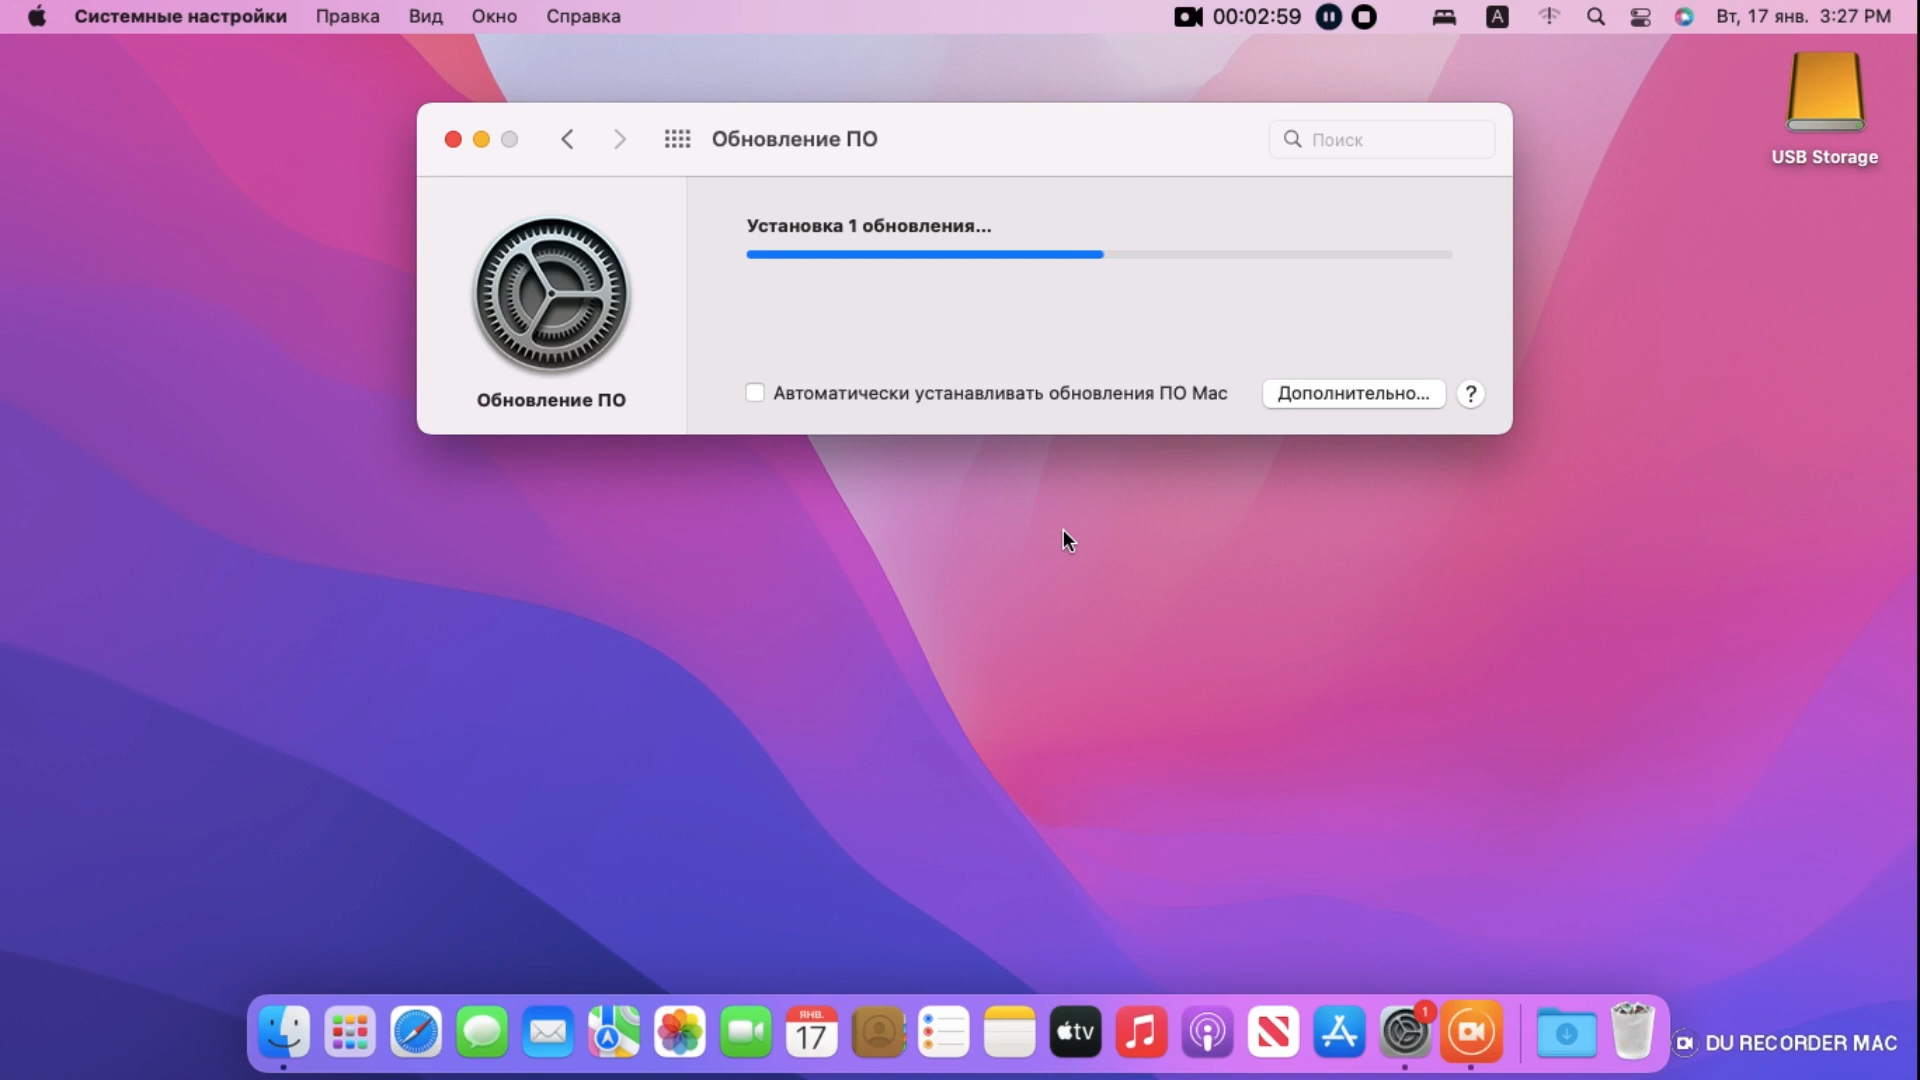 Системные настройки Правка Вид Окно Справка 00:02:59 A Вт, 17 янв. 3:27 PM
USB Storage
Обновление ПО
Поиск
Установка 1 обновления...
Обновление ПО
Автоматически устанавливать обновления ПО Mac
Дополнительно...
?
ЯНВ.
17
tv
1
DU RECORDER MAC